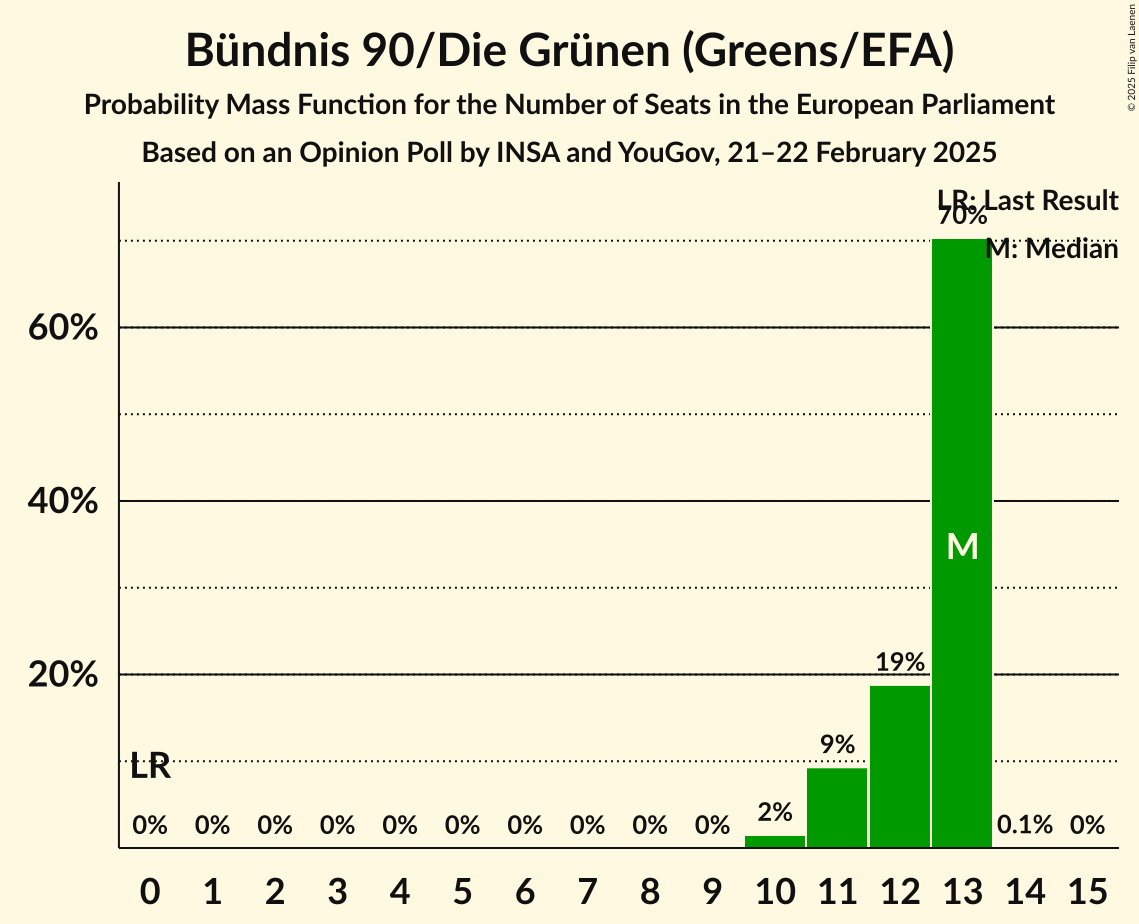 Bündnis 90/Die Grünen (Greens/EFA)
Probability Mass Function for the Number of Seats in the European Parliament
Based on an Opinion Poll by INSA and YouGov, 21–22 February 2025
© 2025 Filip van Laenen
LR: Last Result
70%
M: Median
60%
40%
M
20%
19%
9%
LR
2%
0% 0% 0% 0% 0% 0% 0% 0% 0% 0% 0.1% 0%
0 1 2 3 4 5 6 7 8 9 10 11 12 13 14 15